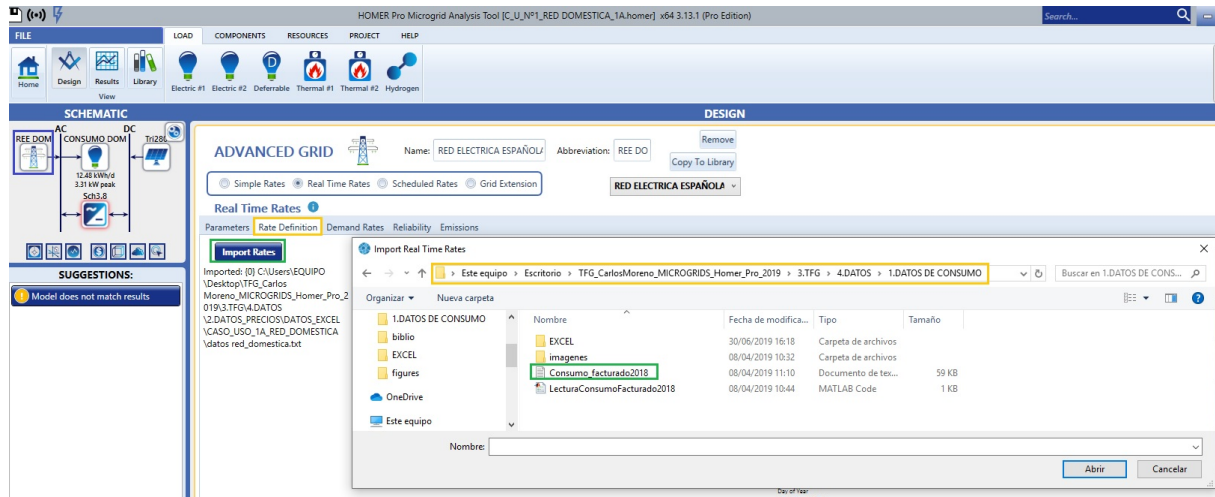 HOMER Pro Microgrid Analysis Tool [C_U_Nº1_RED DOMESTICA_1A.homer] x64 3.13.1 (Pro Edition)
Search...
FILE
LOAD COMPONENTS RESOURCES PROJECT HELP
Home
Design Results Library
View
Electric #1 Electric #2 Deferrable Thermal #1 Thermal #2 Hydrogen
SCHEMATIC
DESIGN
AC DC
REE DOM CONSUMO DOM Tri280
12.48 kWh/d
3.31 kW peak
Sch3.8
SUGGESTIONS:
Model does not match results
ADVANCED GRID
Name: RED ELECTRICA ESPAÑOL
Abbreviation: REE DO
Remove
Copy To Library
Simple Rates Real Time Rates Scheduled Rates Grid Extension
RED ELECTRICA ESPAÑOLA
Real Time Rates
Parameters Rate Definition Demand Rates Reliability Emissions
Import Rates
Imported: (0) C:\Users\EQUIPO
\Desktop\TFG_Carlos
Moreno_MICROGRIDS_Homer_Pro_2
019\3.TFG\4.DATOS
\2.DATOS_PRECIOS\DATOS_EXCEL
\CASO_USO_1A_RED_DOMESTICA
\datos red_domestica.txt
Import Real Time Rates
Este equipo > Escritorio > TFG_CarlosMoreno_MICROGRIDS_Homer_Pro_2019 > 3.TFG > 4.DATOS > 1.DATOS DE CONSUMO
Buscar en 1.DATOS DE CONS...
Organizar Nueva carpeta
1.DATOS DE CONSUMO
biblio
EXCEL
figures
OneDrive
Este equipo
Nombre Fecha de modifica... Tipo Tamaño
EXCEL 30/06/2019 16:18 Carpeta de archivos
imagenes 08/04/2019 10:32 Carpeta de archivos
Consumo_facturado2018 08/04/2019 11:10 Documento de tex... 59 KB
LecturaConsumoFacturado2018 08/04/2019 10:44 MATLAB Code 1 KB
Nombre:
Abrir Cancelar
Day of Year